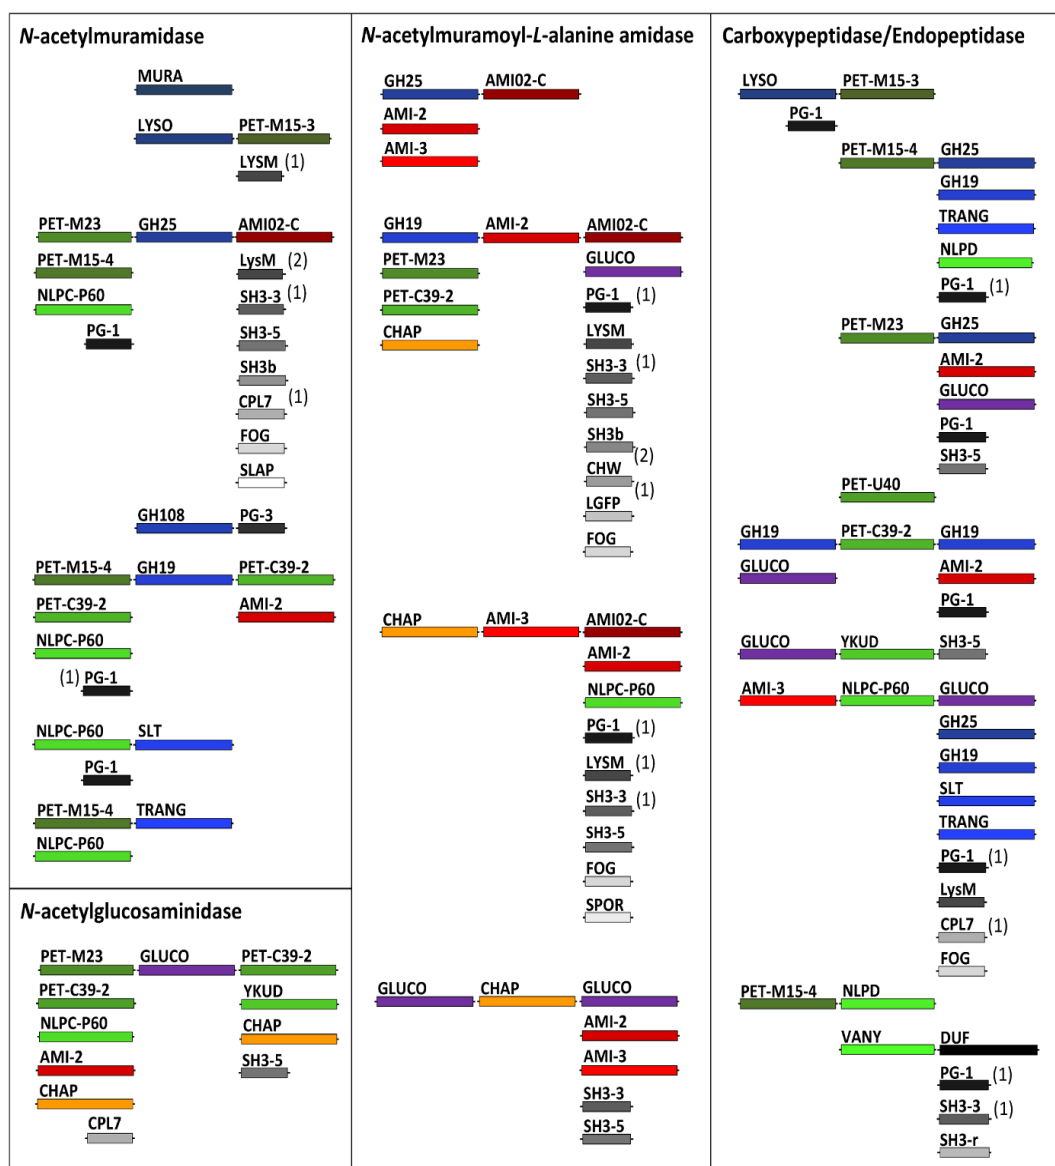 N-acetylmuramidase
MURA
LYSO PET-M15-3
LYSM (1)
PET-M23 GH25 AMI02-C
PET-M15-4 LysM (2)
NLPC-P60 SH3-3 (1)
PG-1 SH3-5
SH3b
CPL7 (1)
FOG
SLAP
GH108 PG-3
PET-M15-4 GH19 PET-C39-2
PET-C39-2 AMI-2
NLPC-P60
(1) PG-1
NLPC-P60 SLT
PG-1
PET-M15-4 TRANG
NLPC-P60
N-acetylglucosaminidase
PET-M23 GLUCO PET-C39-2
PET-C39-2 YKUD
NLPC-P60 CHAP
AMI-2 SH3-5
CHAP
CPL7
N-acetylmuramoyl-L-alanine amidase
GH25 AMI02-C
AMI-2
AMI-3
GH19 AMI-2 AMI02-C
PET-M23 GLUCO
PET-C39-2 PG-1 (1)
CHAP LYSM
SH3-3 (1)
SH3-5
SH3b
(2)
CHW
(1)
LGFP
FOG
CHAP AMI-3 AMI02-C
AMI-2
NLPC-P60
PG-1 (1)
LYSM (1)
SH3-3 (1)
SH3-5
FOG
SPOR
GLUCO CHAP GLUCO
AMI-2
AMI-3
SH3-3
SH3-5
Carboxypeptidase/Endopeptidase
LYSO PET-M15-3
PG-1
PET-M15-4 GH25
GH19
TRANG
NLPD
PG-1 (1)
PET-M23 GH25
AMI-2
GLUCO
PG-1
SH3-5
PET-U40
GH19 PET-C39-2 GH19
GLUCO AMI-2
PG-1
GLUCO YKUD SH3-5
AMI-3 NLPC-P60 GLUCO
GH25
GH19
SLT
TRANG
PG-1 (1)
LysM
CPL7 (1)
FOG
PET-M15-4 NLPD
VANY DUF
PG-1 (1)
SH3-3 (1)
SH3-r